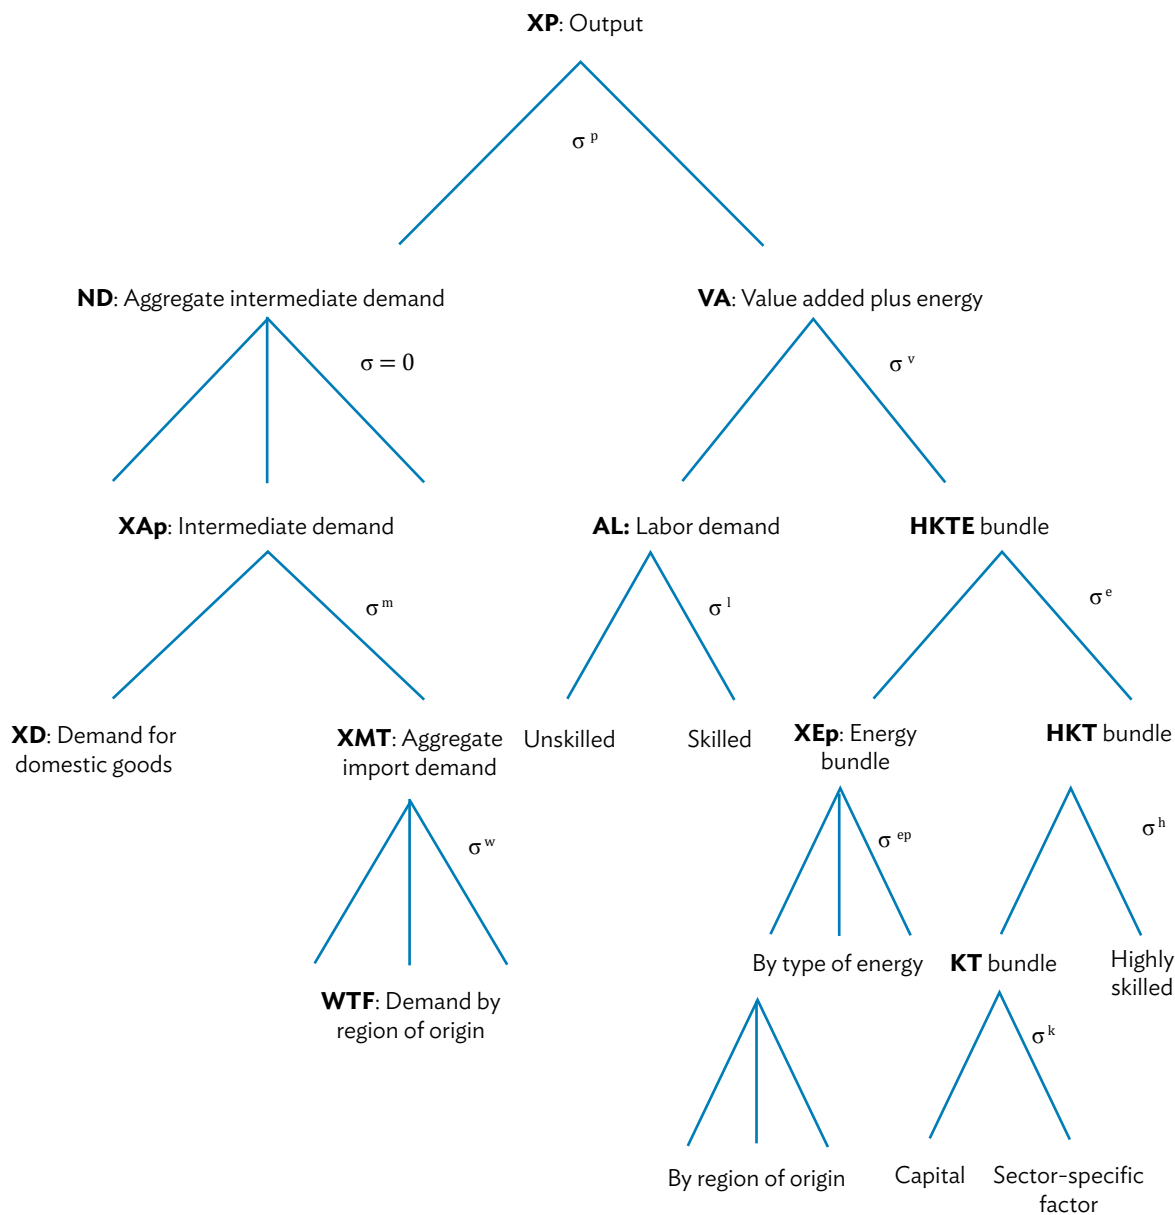 XP: Output
σ p
ND: Aggregate intermediate demand
VA: Value added plus energy
σ = 0
σ v
XAp: Intermediate demand
AL: Labor demand
HKTE bundle
σ m
σ l
σ e
XD: Demand for
domestic goods
XMT: Aggregate
import demand
Unskilled
Skilled
XEp: Energy
bundle
HKT bundle
σ w
σ ep
σ h
By type of energy
KT bundle
Highly
skilled
WTF: Demand by
region of origin
σ k
By region of origin
Capital
Sector-specific
factor